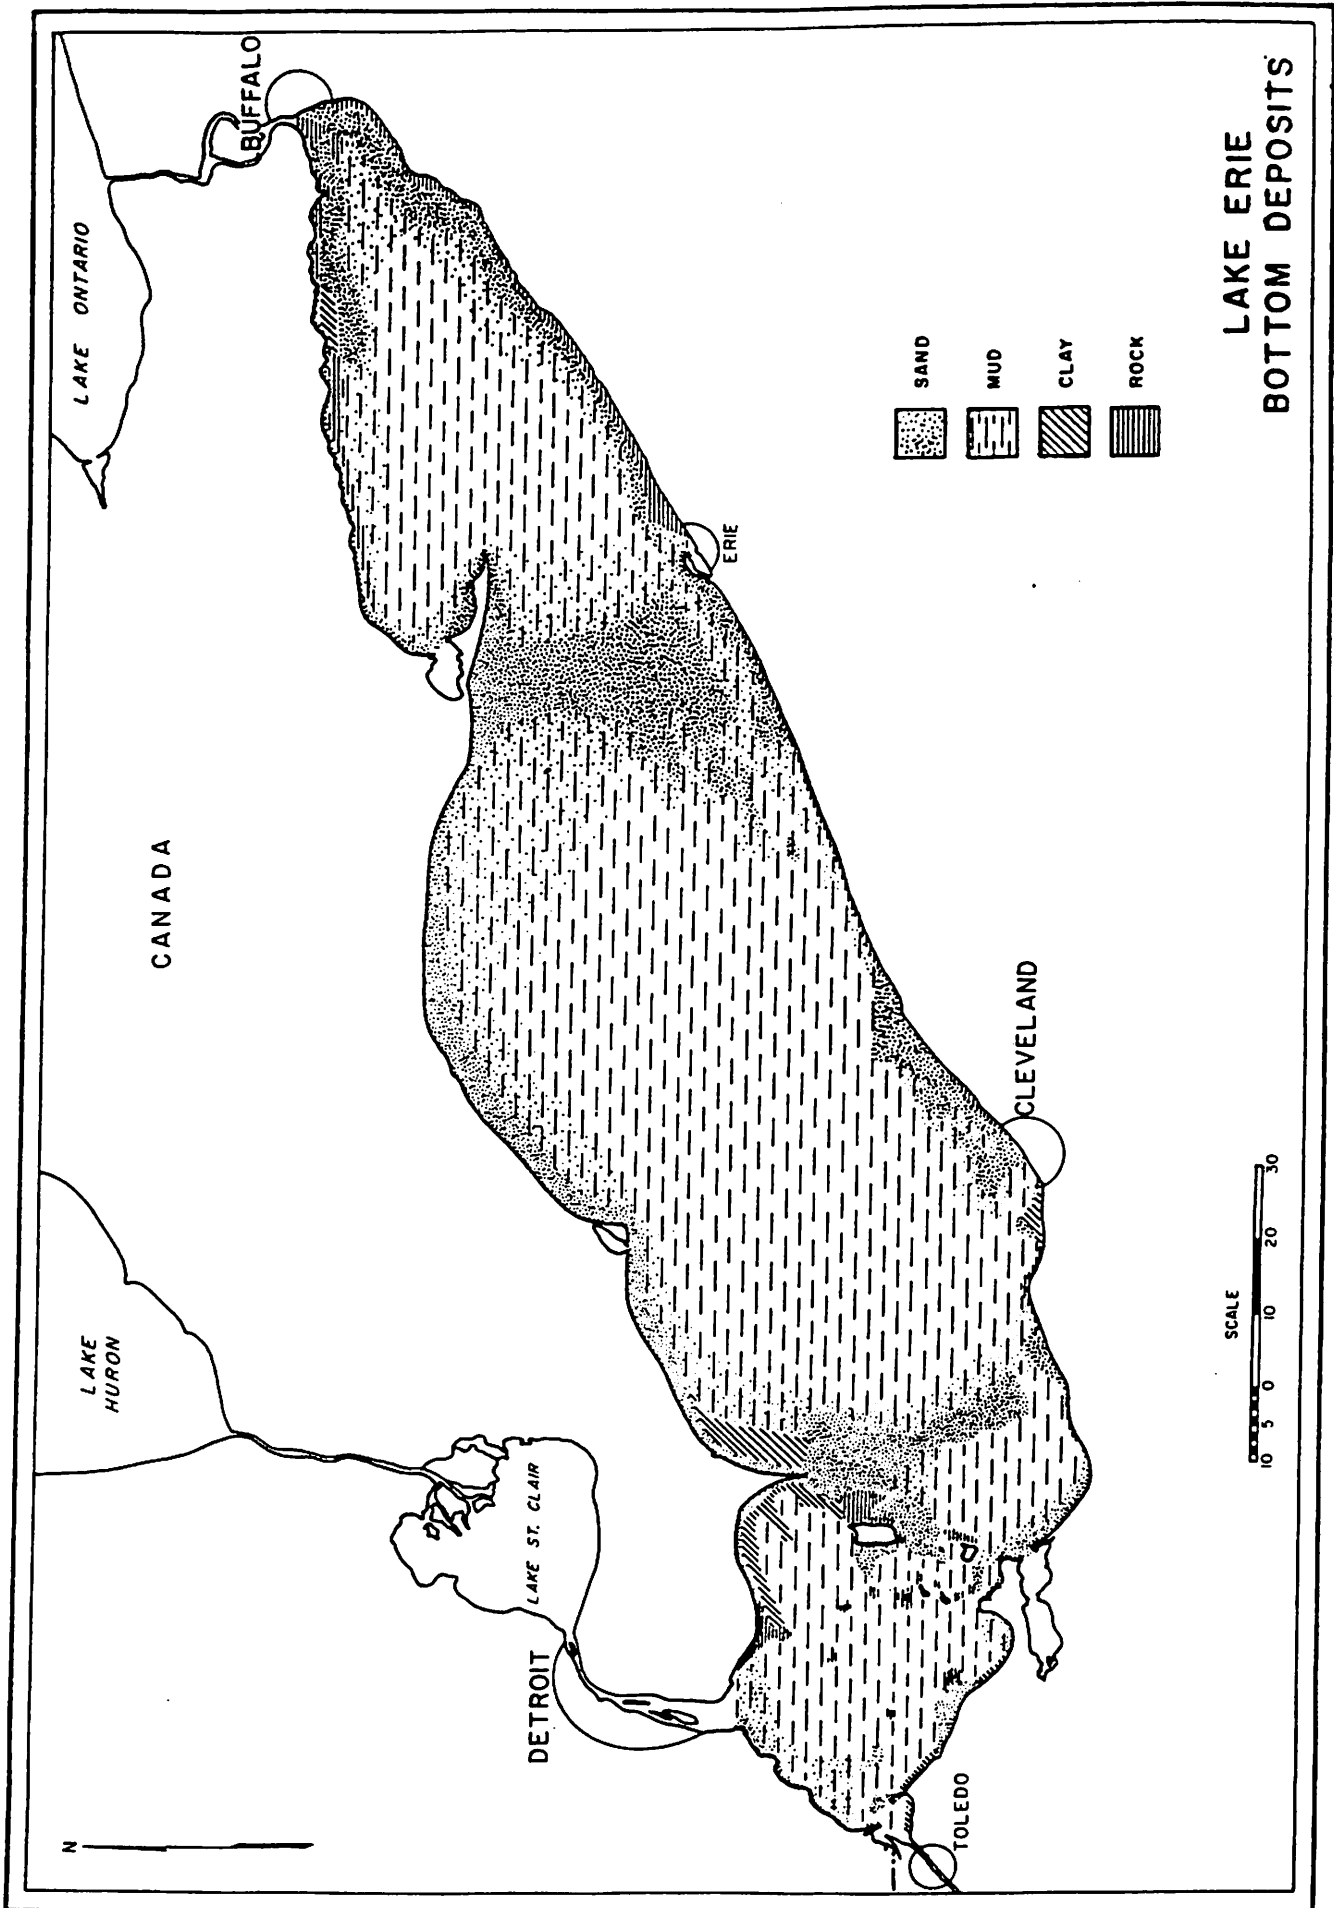 LAKE ERIE
BOTTOM DEPOSITS
N
LAKE
HURON
LAKE ONTARIO
CANADA
BUFFALO
LAKE ST. CLAIR
DETROIT
ERIE
CLEVELAND
TOLEDO
SAND
MUD
CLAY
ROCK
SCALE
10 5 0 10 20 30